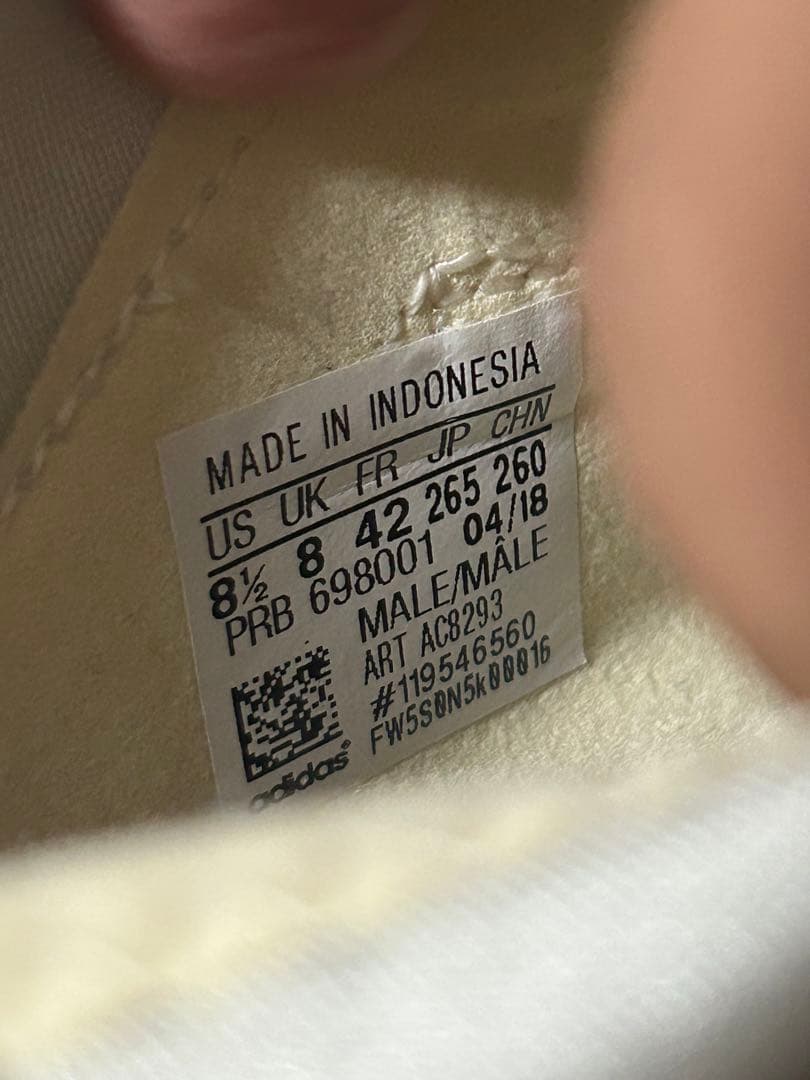 MADE IN INDONESIA
US UK FR JP CHN
8½ 8 42 265 260
PRB 698001 04/18
MALE/MÂLE
ART AC8293
#119546560
FW5S0N5k00016
adidas®